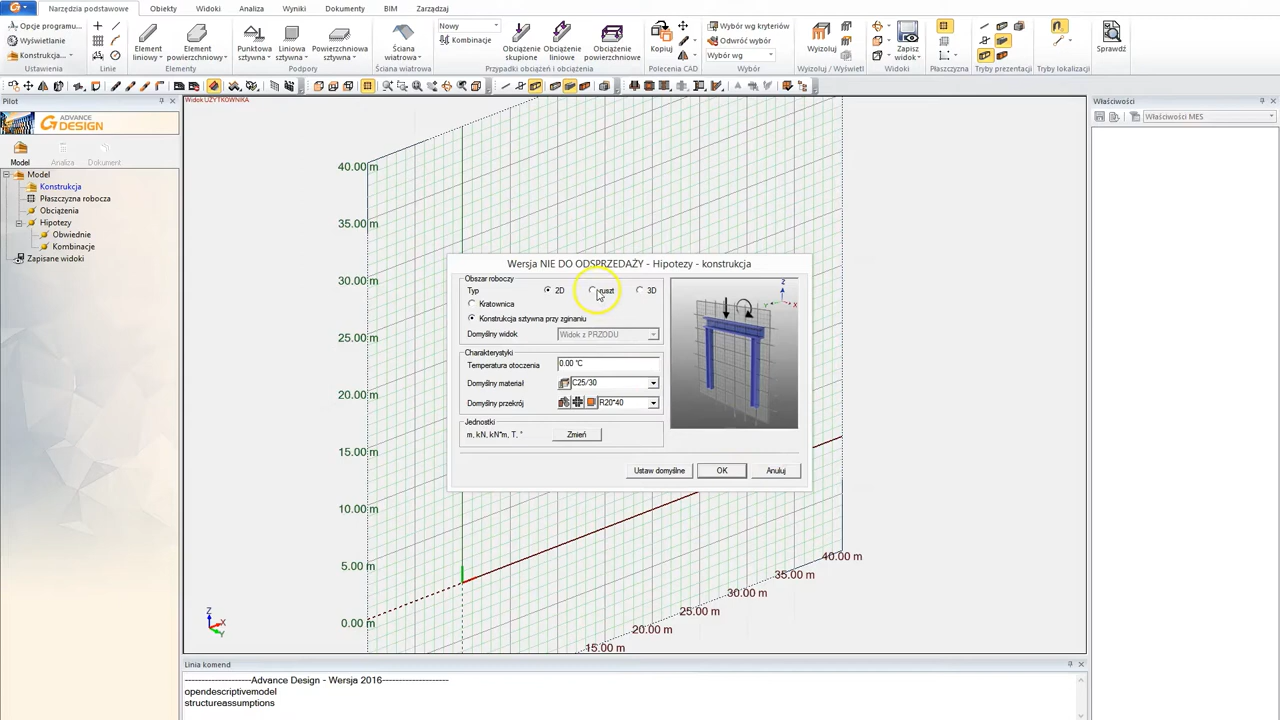 Narzędzia podstawowe Obiekty Widoki Analiza Wyniki Dokumenty BIM Zarządzaj
Opcje programu...
Wyświetlanie
Konstrukcja...
Ustawienia
Linie
Element liniowy
Element powierzchniowy
Elementy
Punktowa sztywna
Liniowa sztywna
Powierzchniowa sztywna
Podpory
Ściana wiatrowa
Ściana wiatrowa
Nowy
Kombinacje
Obciążenie skupione
Obciążenie liniowe
Obciążenie powierzchniowe
Przypadki obciążeń i obciążenia
Kopiuj
Polecenia CAD
Wybór wg kryteriów
Odwróć wybór
Wybór wg
Wybór
Wyizoluj
Wyizoluj / Wyświetl
Zapisz widok
Widoki
Płaszczyzna
Tryby prezentacji
Tryby lokalizacji
Sprawdź
Pilot
ADVANCE
DESIGN
Model Analiza Dokument
Model
Konstrukcja
Płaszczyzna robocza
Obciążenia
Hipotezy
Obwiednie
Kombinacje
Zapisane widoki
Widok UŻYTKOWNIKA
40.00 m
35.00 m
30.00 m
25.00 m
20.00 m
15.00 m
10.00 m
5.00 m
0.00 m
40.00 m
35.00 m
30.00 m
25.00 m
20.00 m
15.00 m
Z
X
Y
Wersja NIE DO ODSPRZEDAŻY - Hipotezy - konstrukcja
Obszar roboczy
Typ 2D ruszt 3D
Kratownica
Konstrukcja sztywna przy zginaniu
Domyślny widok Widok z PRZODU
Charakterystyki
Temperatura otoczenia 0.00 °C
Domyślny materiał C25/30
Domyślny przekrój R20*40
Jednostki
m, kN, kN*m, T, ° Zmień
Z
Y
X
Ustaw domyślne OK Anuluj
Właściwości
Właściwości MES
Linia komend
--------------------Advance Design - Wersja 2016--------------------
opendescriptivemodel
structureassumptions